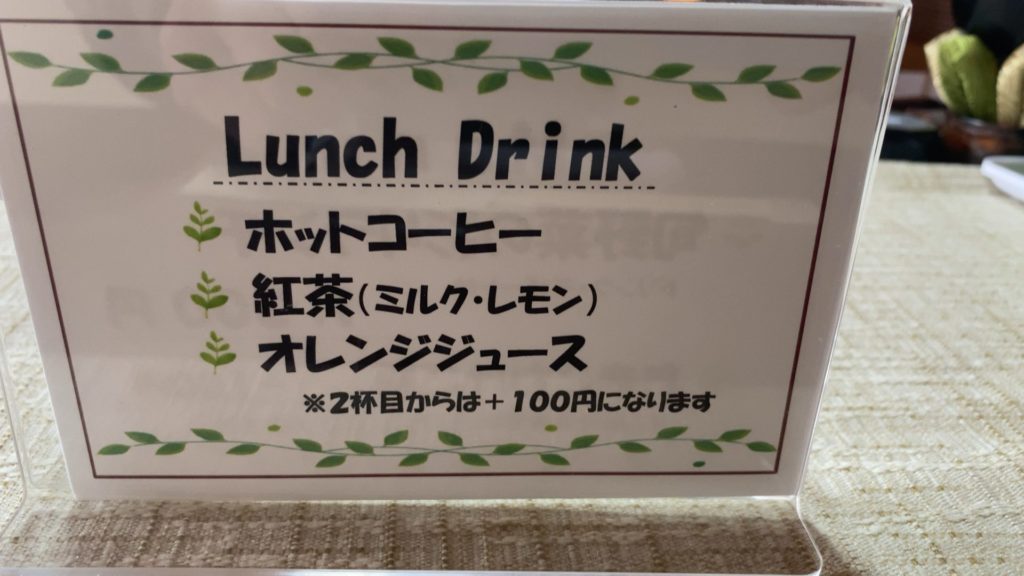 Lunch Drink
ホットコーヒー
紅茶(ミルク・レモン)
オレンジジュース
※2杯目からは＋100円になります